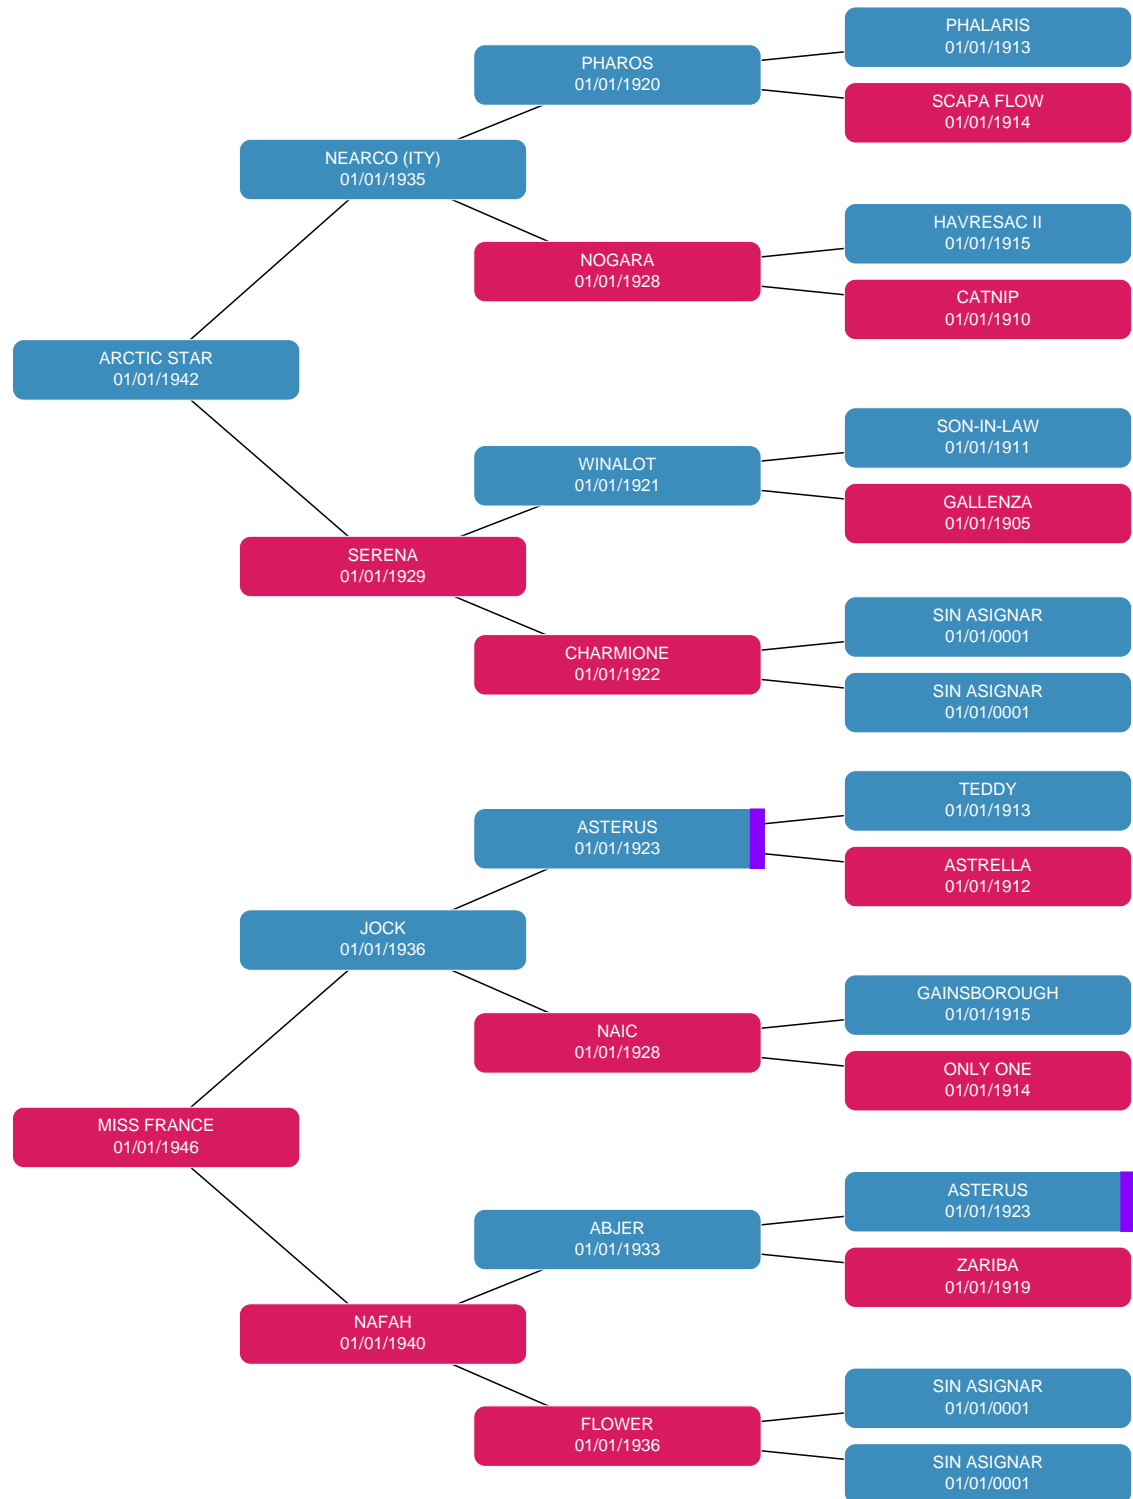 PHALARIS
01/01/1913
PHAROS
01/01/1920
SCAPA FLOW
01/01/1914
NEARCO (ITY)
01/01/1935
HAVRESAC II
01/01/1915
NOGARA
01/01/1928
CATNIP
01/01/1910
ARCTIC STAR
01/01/1942
SON-IN-LAW
01/01/1911
WINALOT
01/01/1921
GALLENZA
01/01/1905
SERENA
01/01/1929
SIN ASIGNAR
01/01/0001
CHARMIONE
01/01/1922
SIN ASIGNAR
01/01/0001
TEDDY
01/01/1913
ASTERUS
01/01/1923
ASTRELLA
01/01/1912
JOCK
01/01/1936
GAINSBOROUGH
01/01/1915
NAIC
01/01/1928
ONLY ONE
01/01/1914
MISS FRANCE
01/01/1946
ASTERUS
01/01/1923
ABJER
01/01/1933
ZARIBA
01/01/1919
NAFAH
01/01/1940
SIN ASIGNAR
01/01/0001
FLOWER
01/01/1936
SIN ASIGNAR
01/01/0001